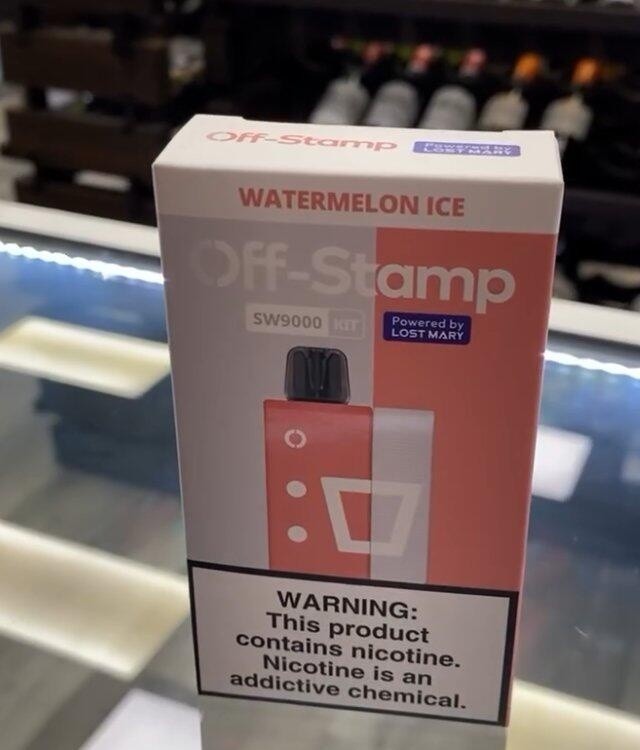 Off-Stamp Powered by
LOST MARY
WATERMELON ICE
Off-Stamp
SW9000 KIT Powered by
LOST MARY
WARNING:
This product
contains nicotine.
Nicotine is an
addictive chemical.